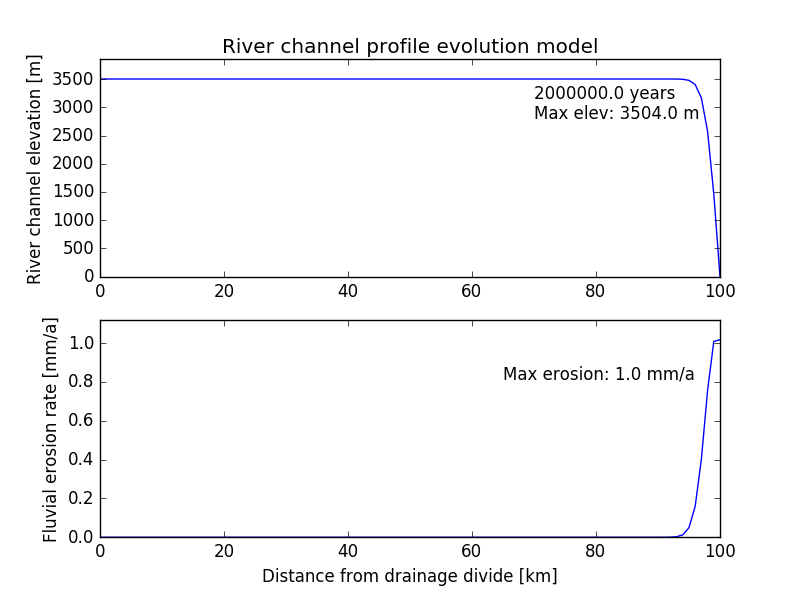 River channel profile evolution model
River channel elevation [m]
3500
3000
2500
2000
1500
1000
500
0
2000000.0 years
Max elev: 3504.0 m
0 20 40 60 80 100
Fluvial erosion rate [mm/a]
1.0
0.8
0.6
0.4
0.2
0.0
Max erosion: 1.0 mm/a
0 20 40 60 80 100
Distance from drainage divide [km]